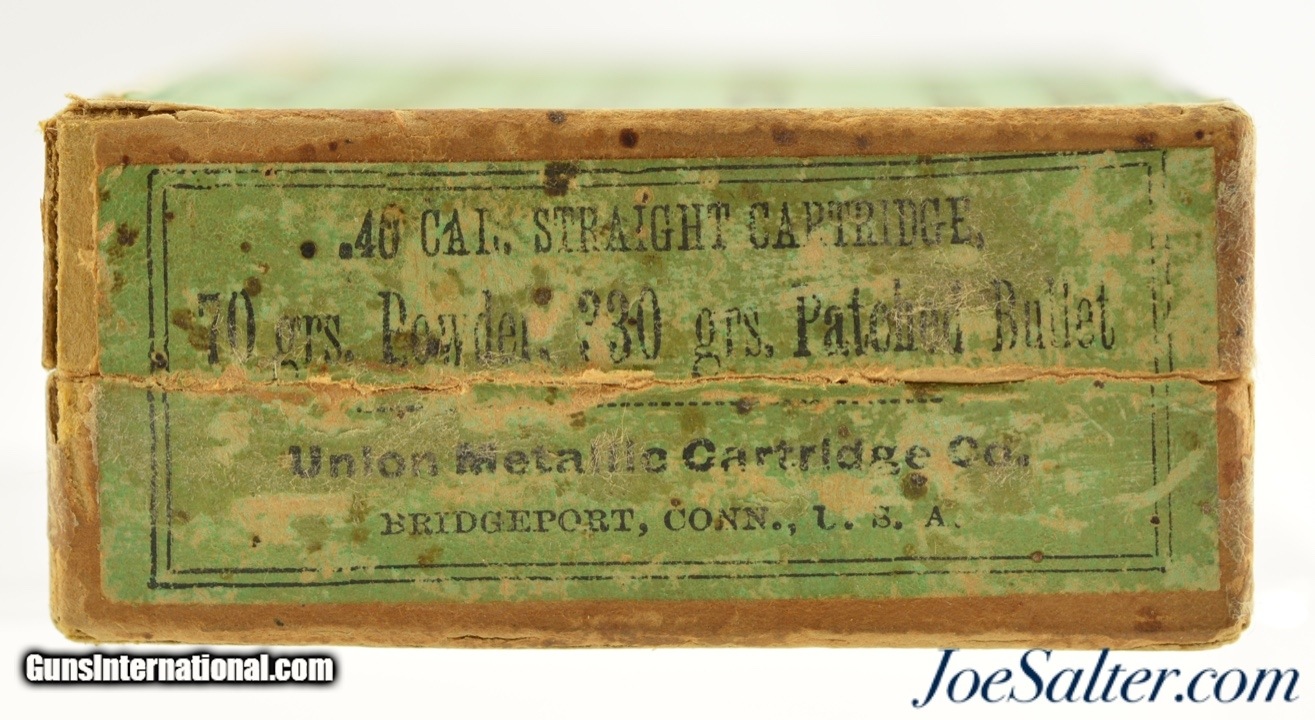 .40 CAL. STRAIGHT CARTRIDGE,
70 grs. Powder, 330 grs. Patched Bullet
Union Metallic Cartridge Co.
BRIDGEPORT, CONN., U. S. A.
GunsInternational.com
JoeSalter.com